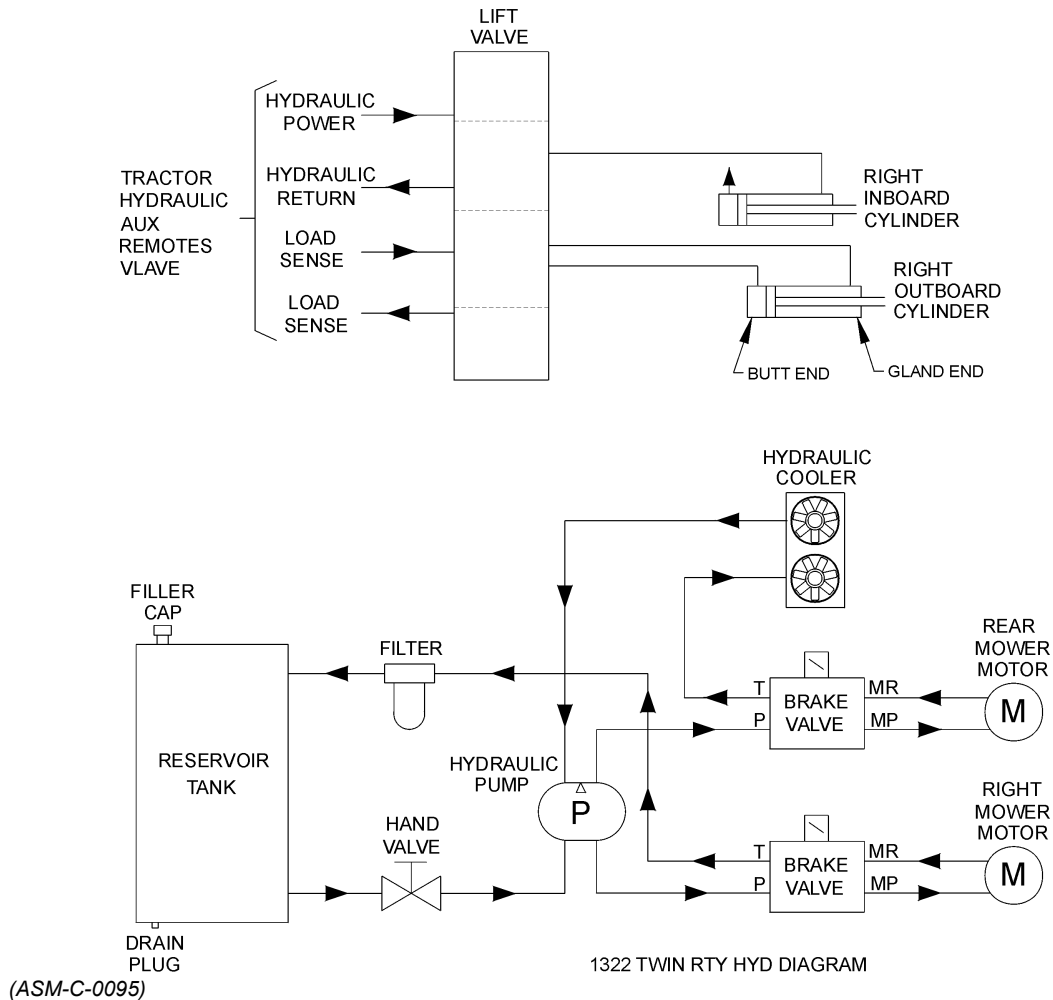 LIFT
VALVE
HYDRAULIC
POWER
HYDRAULIC
RETURN
LOAD
SENSE
LOAD
SENSE
TRACTOR
HYDRAULIC
AUX
REMOTES
VLAVE
RIGHT
INBOARD
CYLINDER
RIGHT
OUTBOARD
CYLINDER
BUTT END
GLAND END
HYDRAULIC
COOLER
FILLER
CAP
FILTER
RESERVOIR
TANK
HYDRAULIC
PUMP
P
HAND
VALVE
DRAIN
PLUG
T
P
BRAKE
VALVE
MR
MP
REAR
MOWER
MOTOR
M
T
P
BRAKE
VALVE
MR
MP
RIGHT
MOWER
MOTOR
M
1322 TWIN RTY HYD DIAGRAM
(ASM-C-0095)